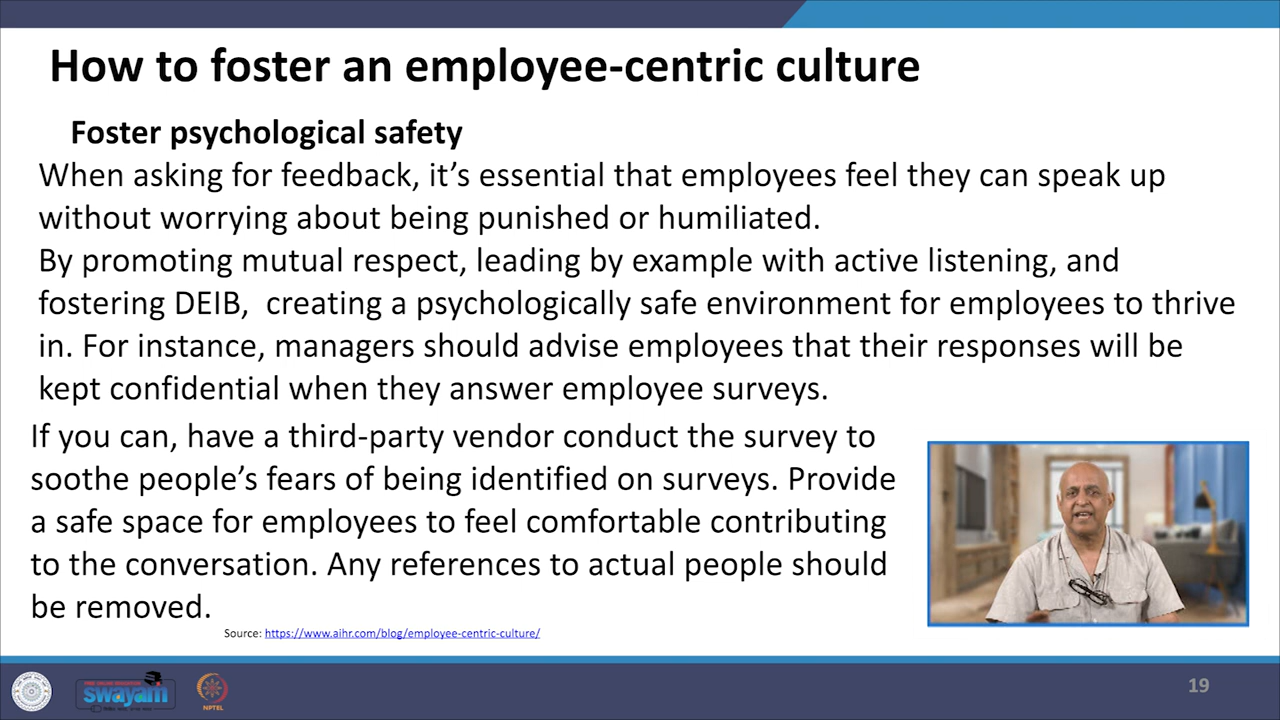 How to foster an employee-centric culture
Foster psychological safety
When asking for feedback, it’s essential that employees feel they can speak up
without worrying about being punished or humiliated.
By promoting mutual respect, leading by example with active listening, and
fostering DEIB,  creating a psychologically safe environment for employees to thrive
in. For instance, managers should advise employees that their responses will be
kept confidential when they answer employee surveys.
If you can, have a third-party vendor conduct the survey to
soothe people’s fears of being identified on surveys. Provide
a safe space for employees to feel comfortable contributing
to the conversation. Any references to actual people should
be removed.
Source: https://www.aihr.com/blog/employee-centric-culture/
swayam
NPTEL
19